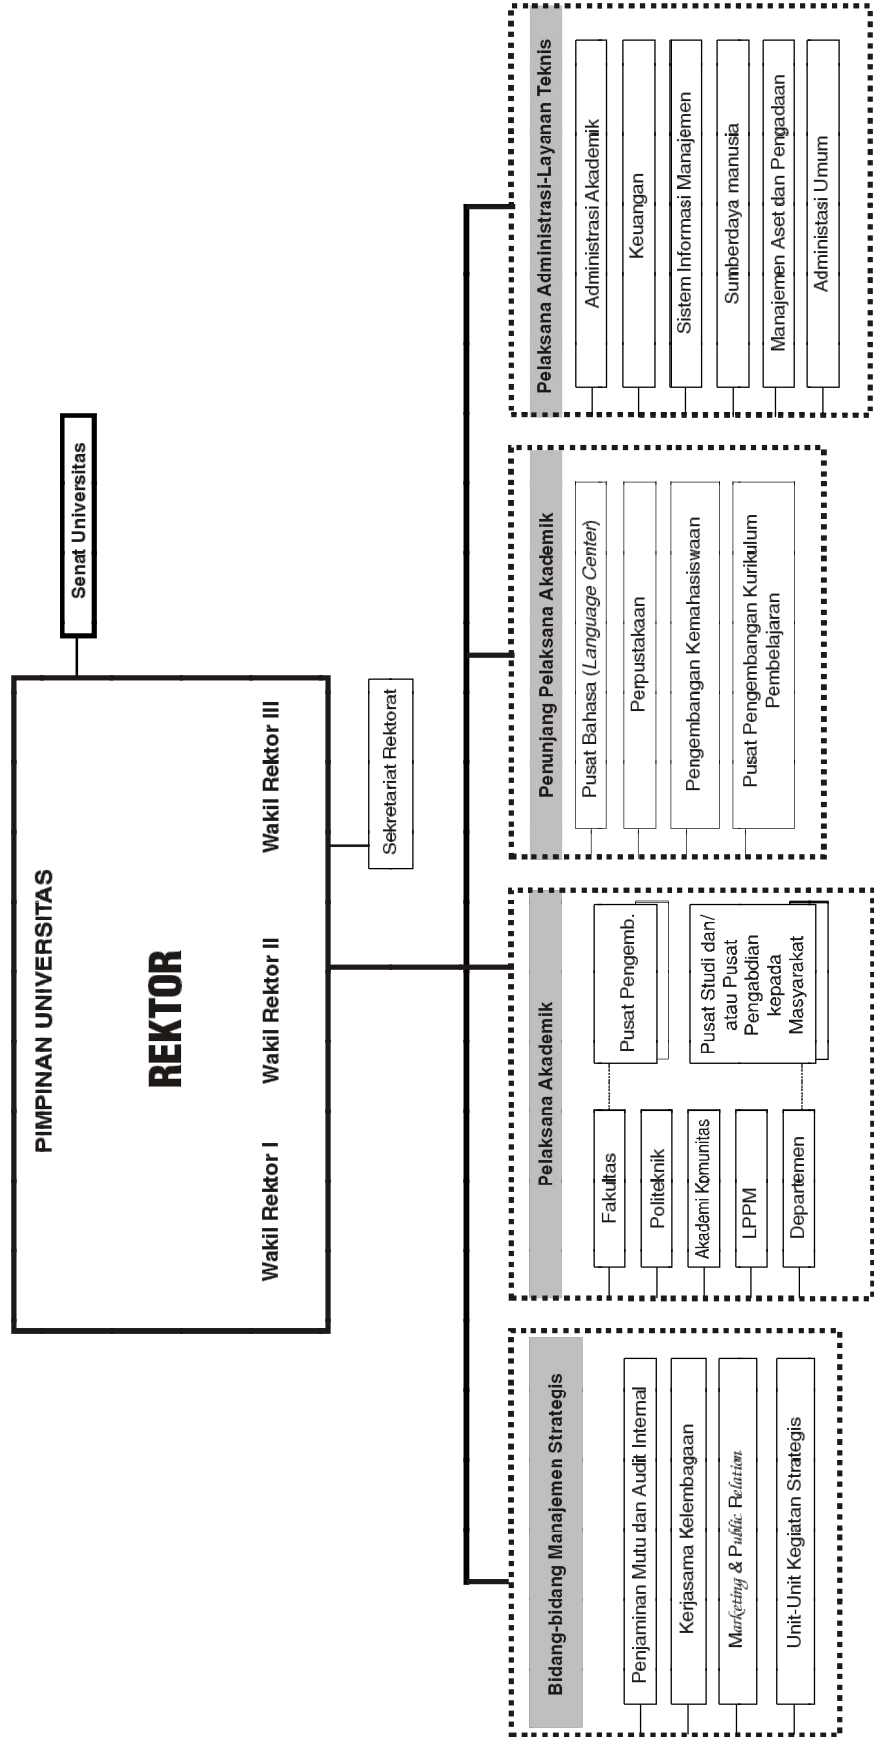 PIMPINAN UNIVERSITAS
REKTOR
Wakil Rektor I
Wakil Rektor II
Wakil Rektor III
Senat Universitas
Sekretariat Rektorat
Bidang-bidang Manajemen Strategis
Penjaminan Mutu dan Audit Internal
Kerjasama Kelembagaan
Marketing & Public Relation
Unit-Unit Kegiatan Strategis
Pelaksana Akademik
Fakultas
Politeknik
Akademi Komunitas
LPPM
Departemen
Pusat Pengemb.
Pusat Studi dan/
atau Pusat
Pengabdian
kepada
Masyarakat
Penunjang Pelaksana Akademik
Pusat Bahasa (Language Center)
Perpustakaan
Pengembangan Kemahasiswaan
Pusat Pengembangan Kurikulum
Pembelajaran
Pelaksana Administrasi-Layanan Teknis
Administrasi Akademik
Keuangan
Sistem Informasi Manajemen
Sumberdaya manusia
Manajemen Aset dan Pengadaan
Administasi Umum